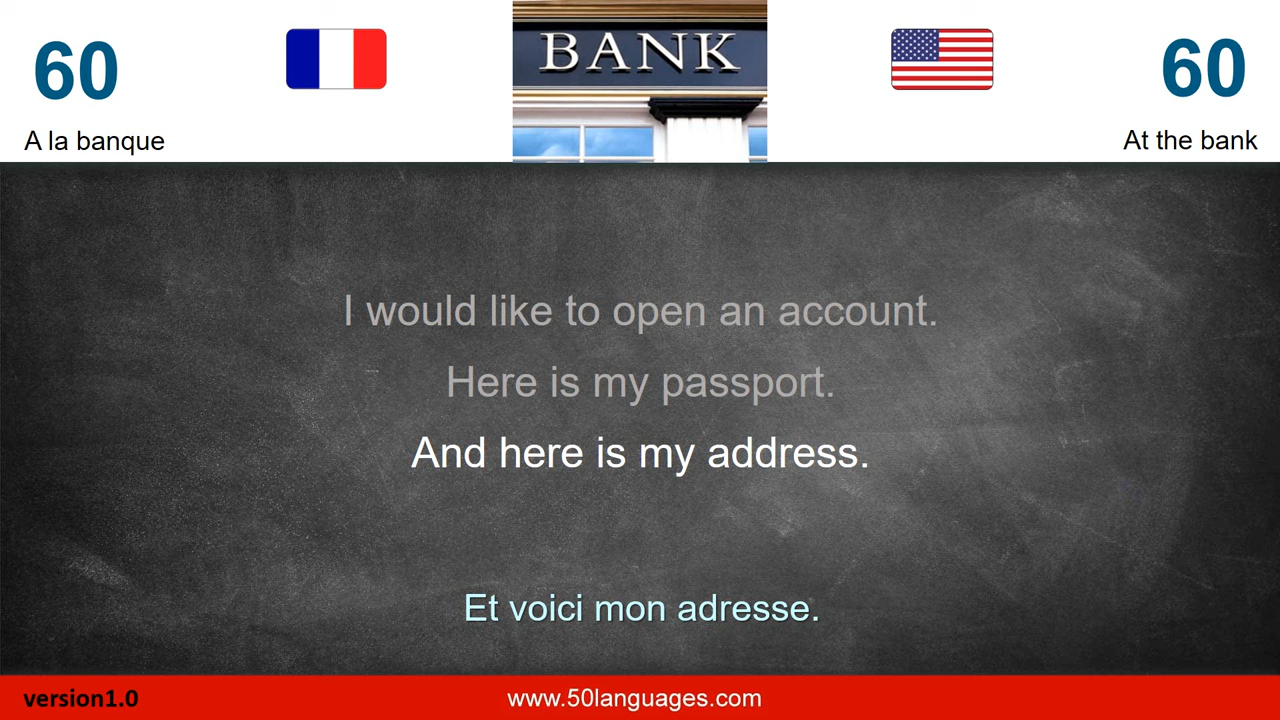 60
60
BANK
A la banque
At the bank
I would like to open an account.
Here is my passport.
And here is my address.
Et voici mon adresse.
version1.0
www.50languages.com